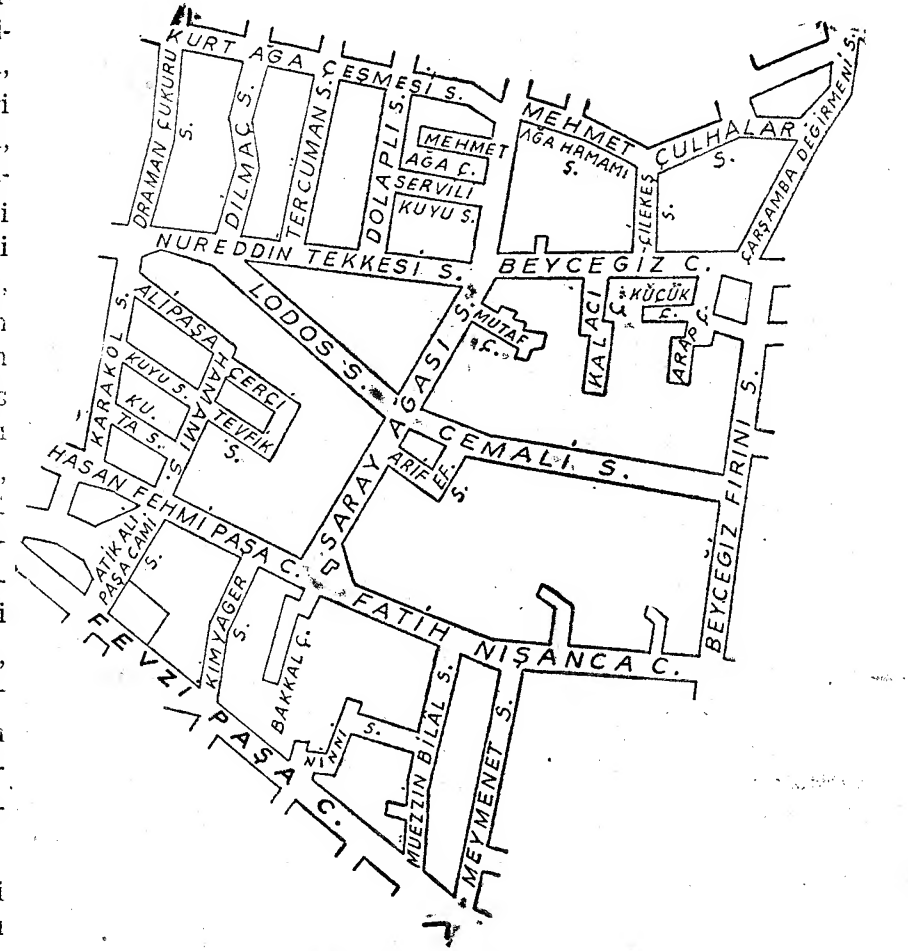 KURT AĞA ÇEŞMESİ S.
DRAMAN ÇUKURU S.
DİLMAÇ S.
TERCÜMAN S.
DOLAPLI S.
MEHMET AĞA Ç.
SERVİLİ KUYU S.
MEHMET AĞA HAMAMI S.
ÇULHALAR S.
ÇİLEKEŞ S.
ÇARŞAMBA DEĞİRMENİ S.
NUREDDIN TEKKESİ S.
BEYCEGİZ C.
LODOS S.
ALİPAŞA HAMAMI S.
KARAKOL S.
KUYU S.
KU.
TA S.
ÇERÇİ
TEVFİK S.
MUTAF Ç.
KALACI Ç.
KÜÇÜK Ç.
ARAP Ç.
SARAY AĞASI S.
CEMALİ S.
ARİF EF. S.
BEYCEGİZ FIRINI S.
HASAN FEHMİ PAŞA C.
ATİK ALİ PAŞA CAMİ S.
KİMYAGER S.
BAKKAL Ç.
FATİH NİŞANCA C.
FEVZİ PAŞA C.
NİNNİ S.
MUEZZİN BİLÂL S.
MEYMENET S.